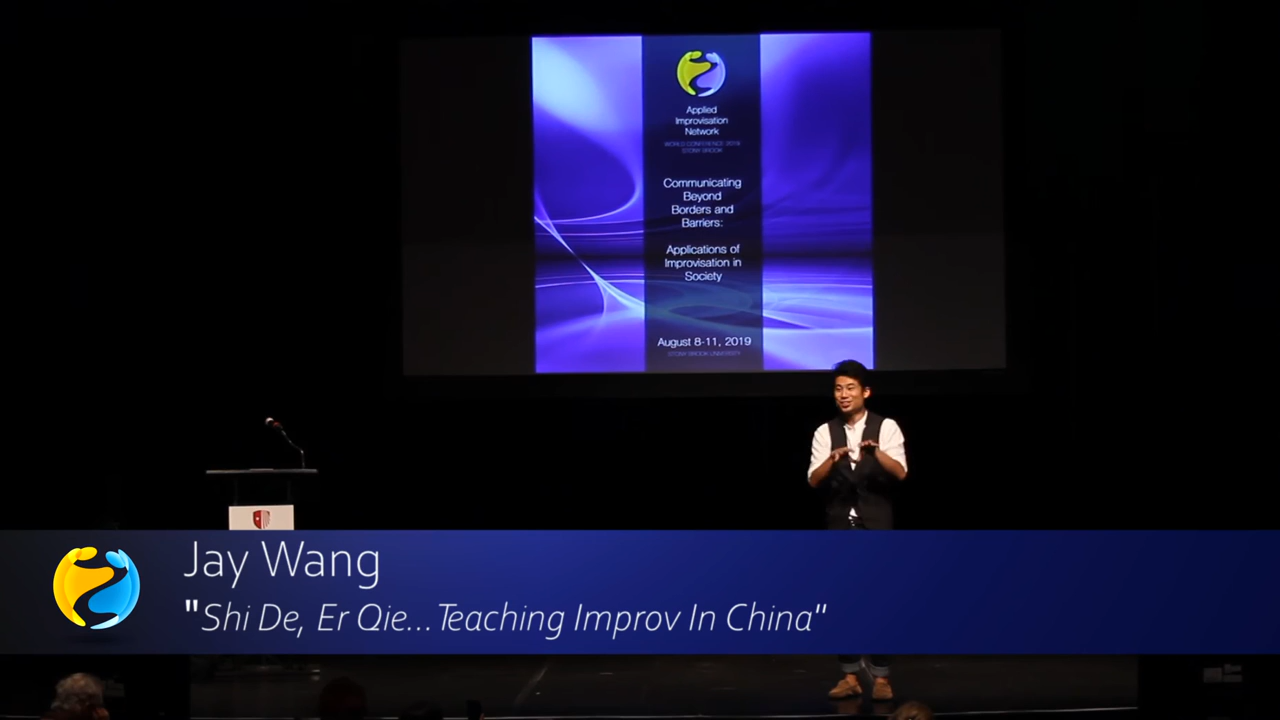 Applied
Improvisation
Network
WORLD CONFERENCE 2019
STONY BROOK
Communicating
Beyond
Borders and
Barriers:
Applications of
Improvisation in
Society
August 8-11, 2019
STONY BROOK UNIVERSITY
Jay Wang
"Shi De, Er Qie...Teaching Improv In China"